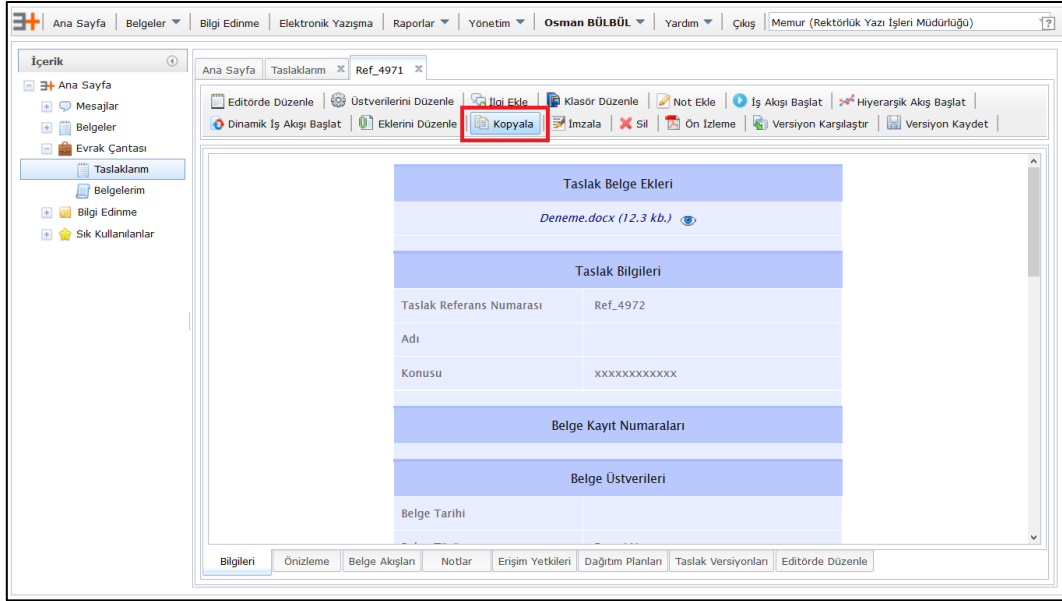 Ana Sayfa Belgeler Bilgi Edinme Elektronik Yazışma Raporlar Yönetim Osman BÜLBÜL Yardım Çıkış Memur (Rektörlük Yazı İşleri Müdürlüğü) ?
İçerik
Ana Sayfa
Mesajlar
Belgeler
Evrak Çantası
Taslaklarım
Belgelerim
Bilgi Edinme
Sık Kullanılanlar
Ana Sayfa Taslaklarım X Ref_4971 X
Editörde Düzenle Üstverilerini Düzenle İlgi Ekle Klasör Düzenle Not Ekle İş Akışı Başlat Hiyerarşik Akış Başlat
Dinamik İş Akışı Başlat Eklerini Düzenle Kopyala İmzala Sil Ön İzleme Versiyon Karşılaştır Versiyon Kaydet
Taslak Belge Ekleri
Deneme.docx (12.3 kb.)
Taslak Bilgileri
Taslak Referans Numarası Ref_4972
Adı
Konusu xxxxxxxxxxxx
Belge Kayıt Numaraları
Belge Üstverileri
Belge Tarihi
Bilgileri Önizleme Belge Akışları Notlar Erişim Yetkileri Dağıtım Planları Taslak Versiyonları Editörde Düzenle